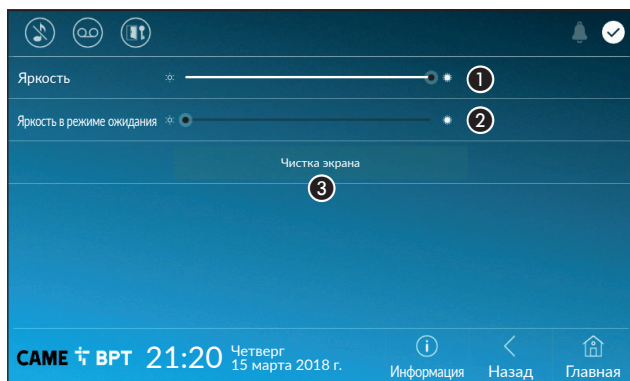 Яркость 1
Яркость в режиме ожидания 2
Чистка экрана
3
CAME BPT 21:20 Четверг
15 марта 2018 г.
Информация Назад Главная